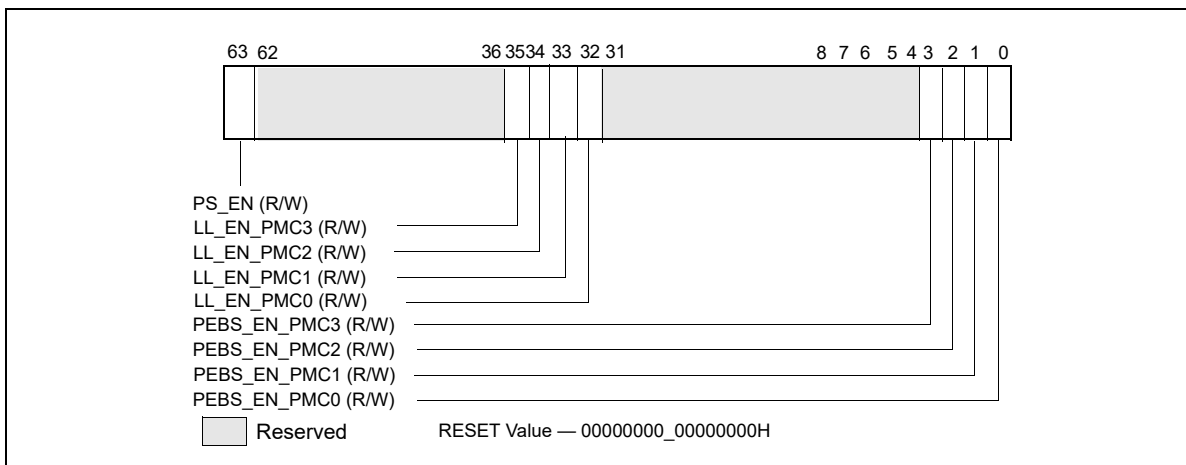 63 62 36 35 34 33 32 31 8 7 6 5 4 3 2 1 0
PS_EN (R/W)
LL_EN_PMC3 (R/W)
LL_EN_PMC2 (R/W)
LL_EN_PMC1 (R/W)
LL_EN_PMC0 (R/W)
PEBS_EN_PMC3 (R/W)
PEBS_EN_PMC2 (R/W)
PEBS_EN_PMC1 (R/W)
PEBS_EN_PMC0 (R/W)
Reserved RESET Value — 00000000_00000000H